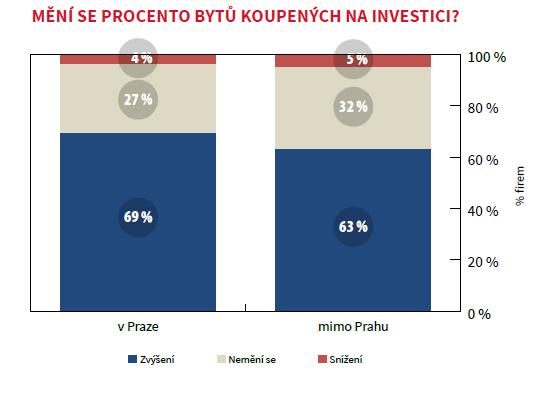 MĚNÍ SE PROCENTO BYTŮ KOUPENÝCH NA INVESTICI?
4 %
5 %
100 %
27 %
32 %
80 %
60 %
% firem
69 %
63 %
40 %
20 %
0 %
v Praze
mimo Prahu
Zvýšení
Nemění se
Snížení